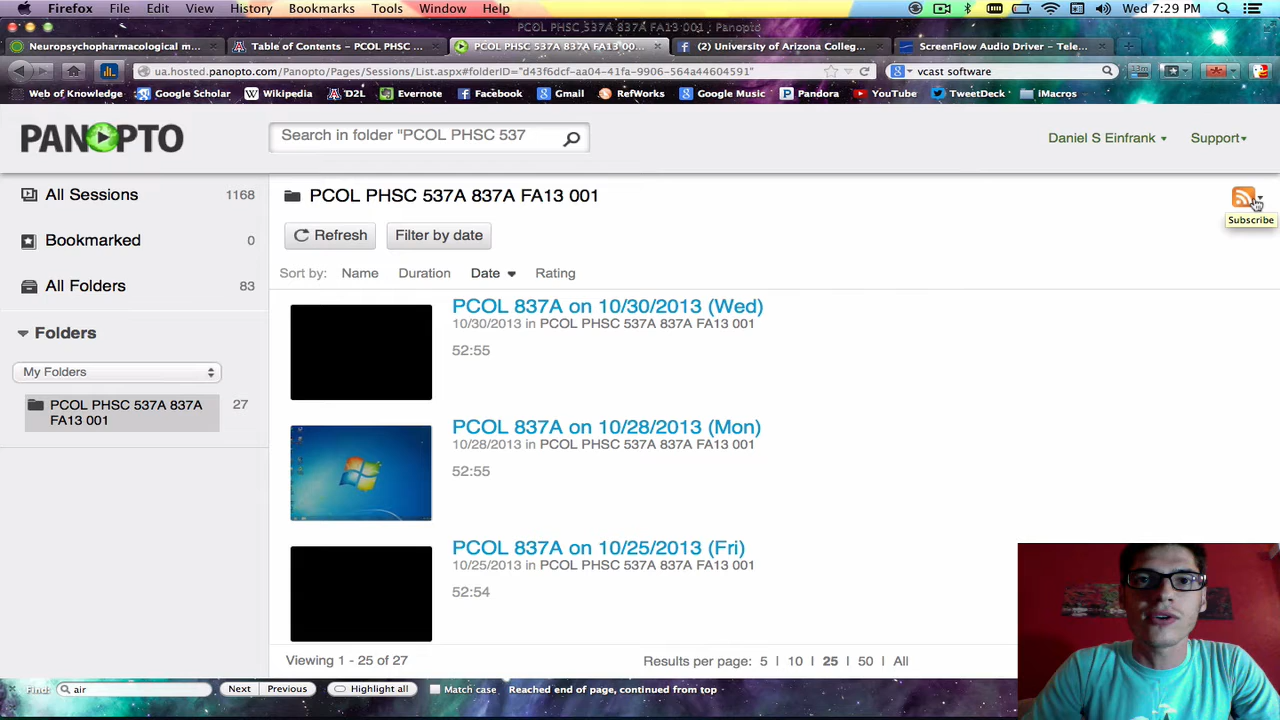 Firefox File Edit View History Bookmarks Tools Window Help Wed 7:29 PM
PCOL PHSC 537A 837A FA13 001 : Panopto
Neuropsychopharmacological m... Table of Contents – PCOL PHSC ... PCOL PHSC 537A 837A FA13 00... (2) University of Arizona Colleg... ScreenFlow Audio Driver – Tele...
ua.hosted.panopto.com/Panopto/Pages/Sessions/List.aspx#folderID="d43f6dcf-aa04-41fa-9906-564a44604591" vcast software 13m
Web of Knowledge Google Scholar Wikipedia D2L Evernote Facebook Gmail RefWorks Google Music Pandora YouTube TweetDeck iMacros
PANOPTO Search in folder "PCOL PHSC 537 Daniel S Einfrank Support
All Sessions 1168
Bookmarked 0
All Folders 83
Folders
My Folders
PCOL PHSC 537A 837A 27
FA13 001
PCOL PHSC 537A 837A FA13 001
Subscribe
Refresh Filter by date
Sort by: Name Duration Date Rating
PCOL 837A on 10/30/2013 (Wed)
10/30/2013 in PCOL PHSC 537A 837A FA13 001
52:55
PCOL 837A on 10/28/2013 (Mon)
10/28/2013 in PCOL PHSC 537A 837A FA13 001
52:55
PCOL 837A on 10/25/2013 (Fri)
10/25/2013 in PCOL PHSC 537A 837A FA13 001
52:54
Viewing 1 - 25 of 27 Results per page: 5 | 10 | 25 | 50 | All
Find: air Next Previous Highlight all Match case Reached end of page, continued from top